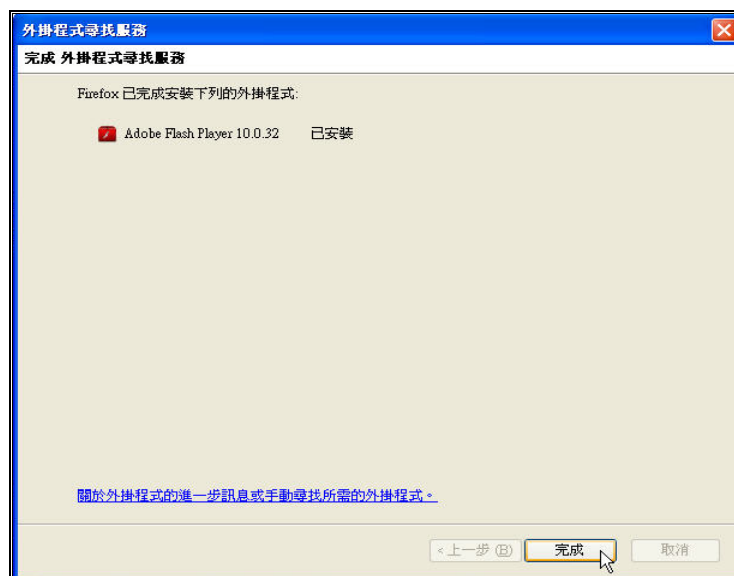 外掛程式尋找服務
完成 外掛程式尋找服務
Firefox 已完成安裝下列的外掛程式:
Adobe Flash Player 10.0.32 已安裝
關於外掛程式的進一步訊息或手動尋找所需的外掛程式。
<上一步(B) 完成 取消